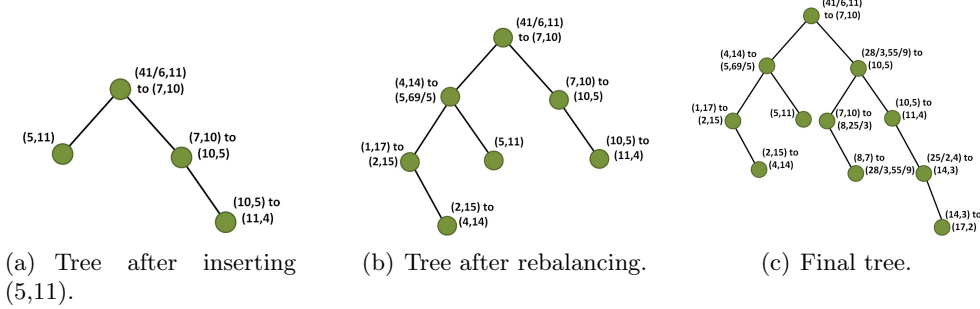 (41/6,11)
to (7,10)
(5,11)
(7,10) to
(10,5)
(10,5) to
(11,4)
(a) Tree after inserting
(5,11).
(41/6,11)
to (7,10)
(4,14) to
(5,69/5)
(7,10) to
(10,5)
(1,17) to
(2,15)
(5,11)
(10,5) to
(11,4)
(2,15) to
(4,14)
(b) Tree after rebalancing.
(41/6,11)
to (7,10)
(4,14) to
(5,69/5)
(28/3,55/9) to
(10,5)
(1,17) to
(2,15)
(5,11)
(7,10) to
(8,25/3)
(10,5) to
(11,4)
(2,15) to
(4,14)
(8,7) to
(28/3,55/9)
(25/2,4) to
(14,3)
(14,3) to
(17,2)
(c) Final tree.